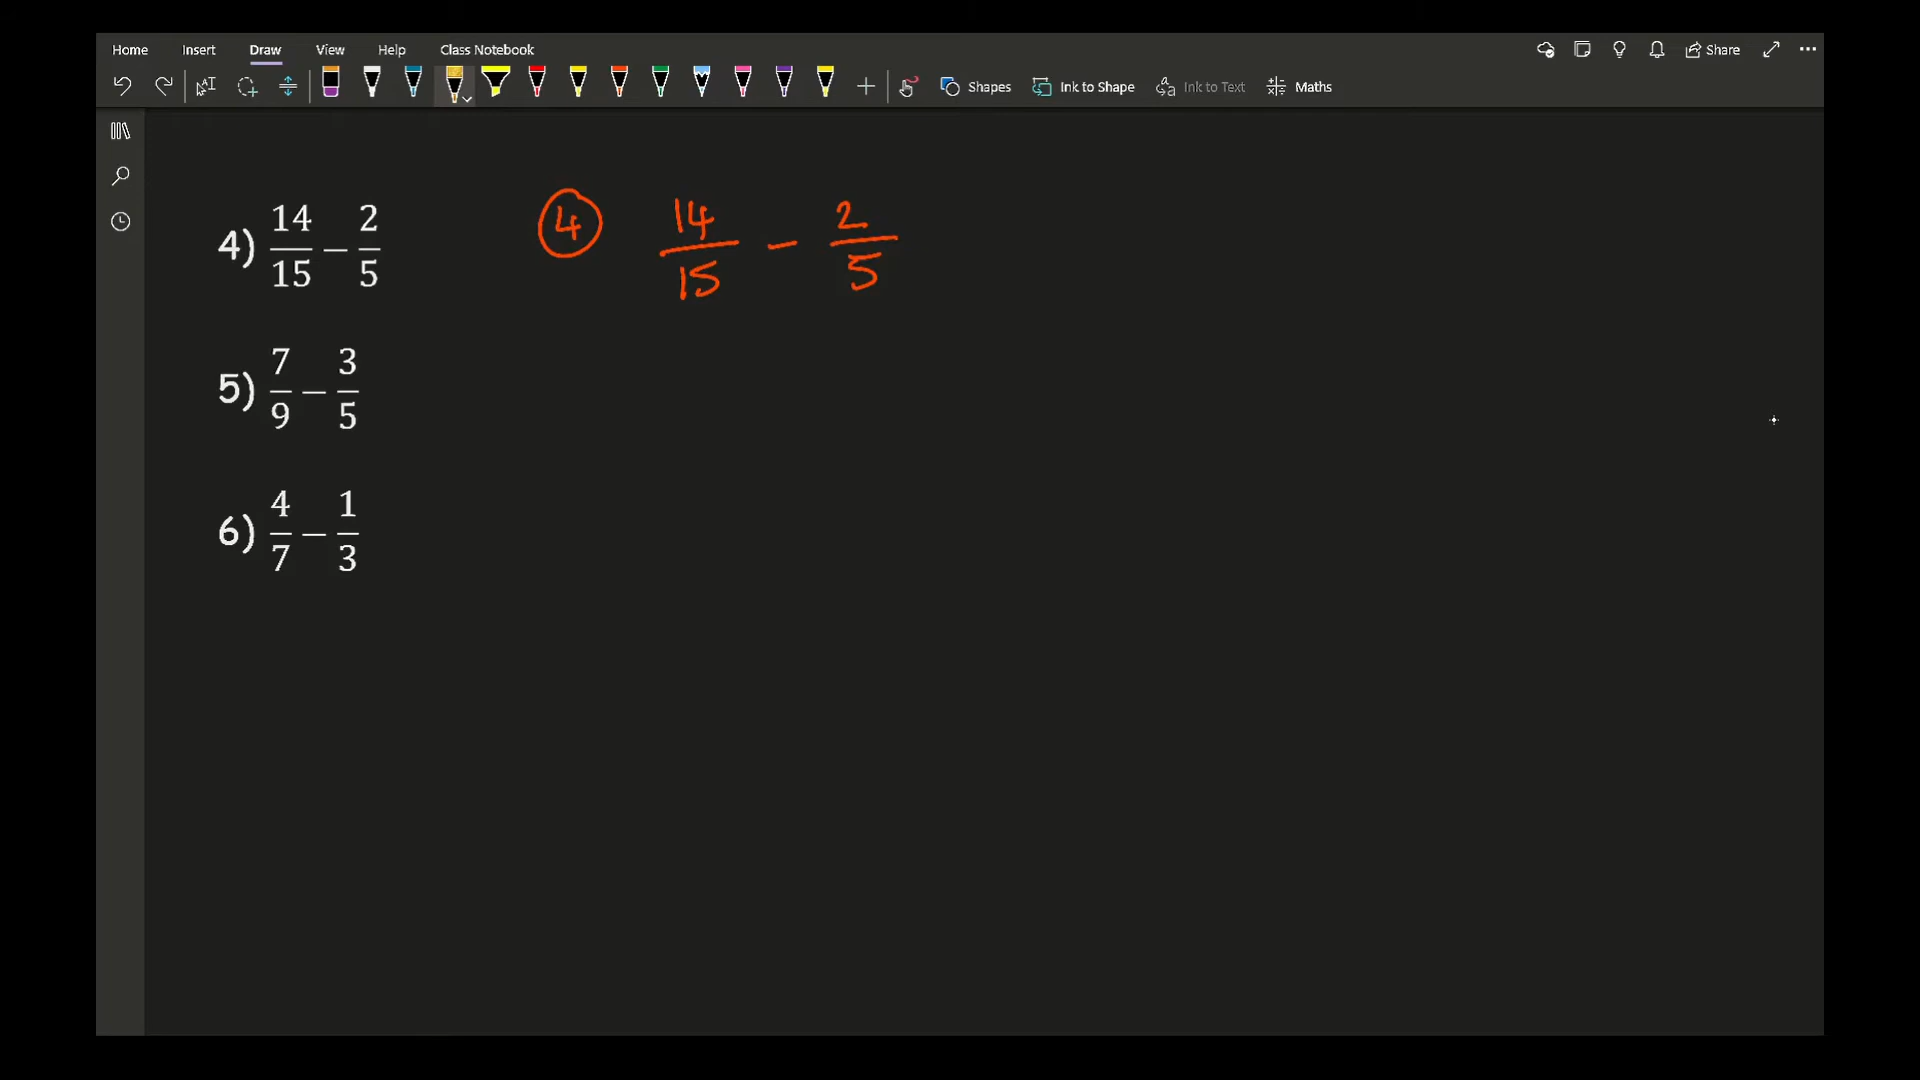 Home Insert Draw View Help Class Notebook Share
Shapes Ink to Shape Ink to Text Maths
4) 14/15 − 2/5
④ 14/15 − 2/5
5) 7/9 − 3/5
6) 4/7 − 1/3